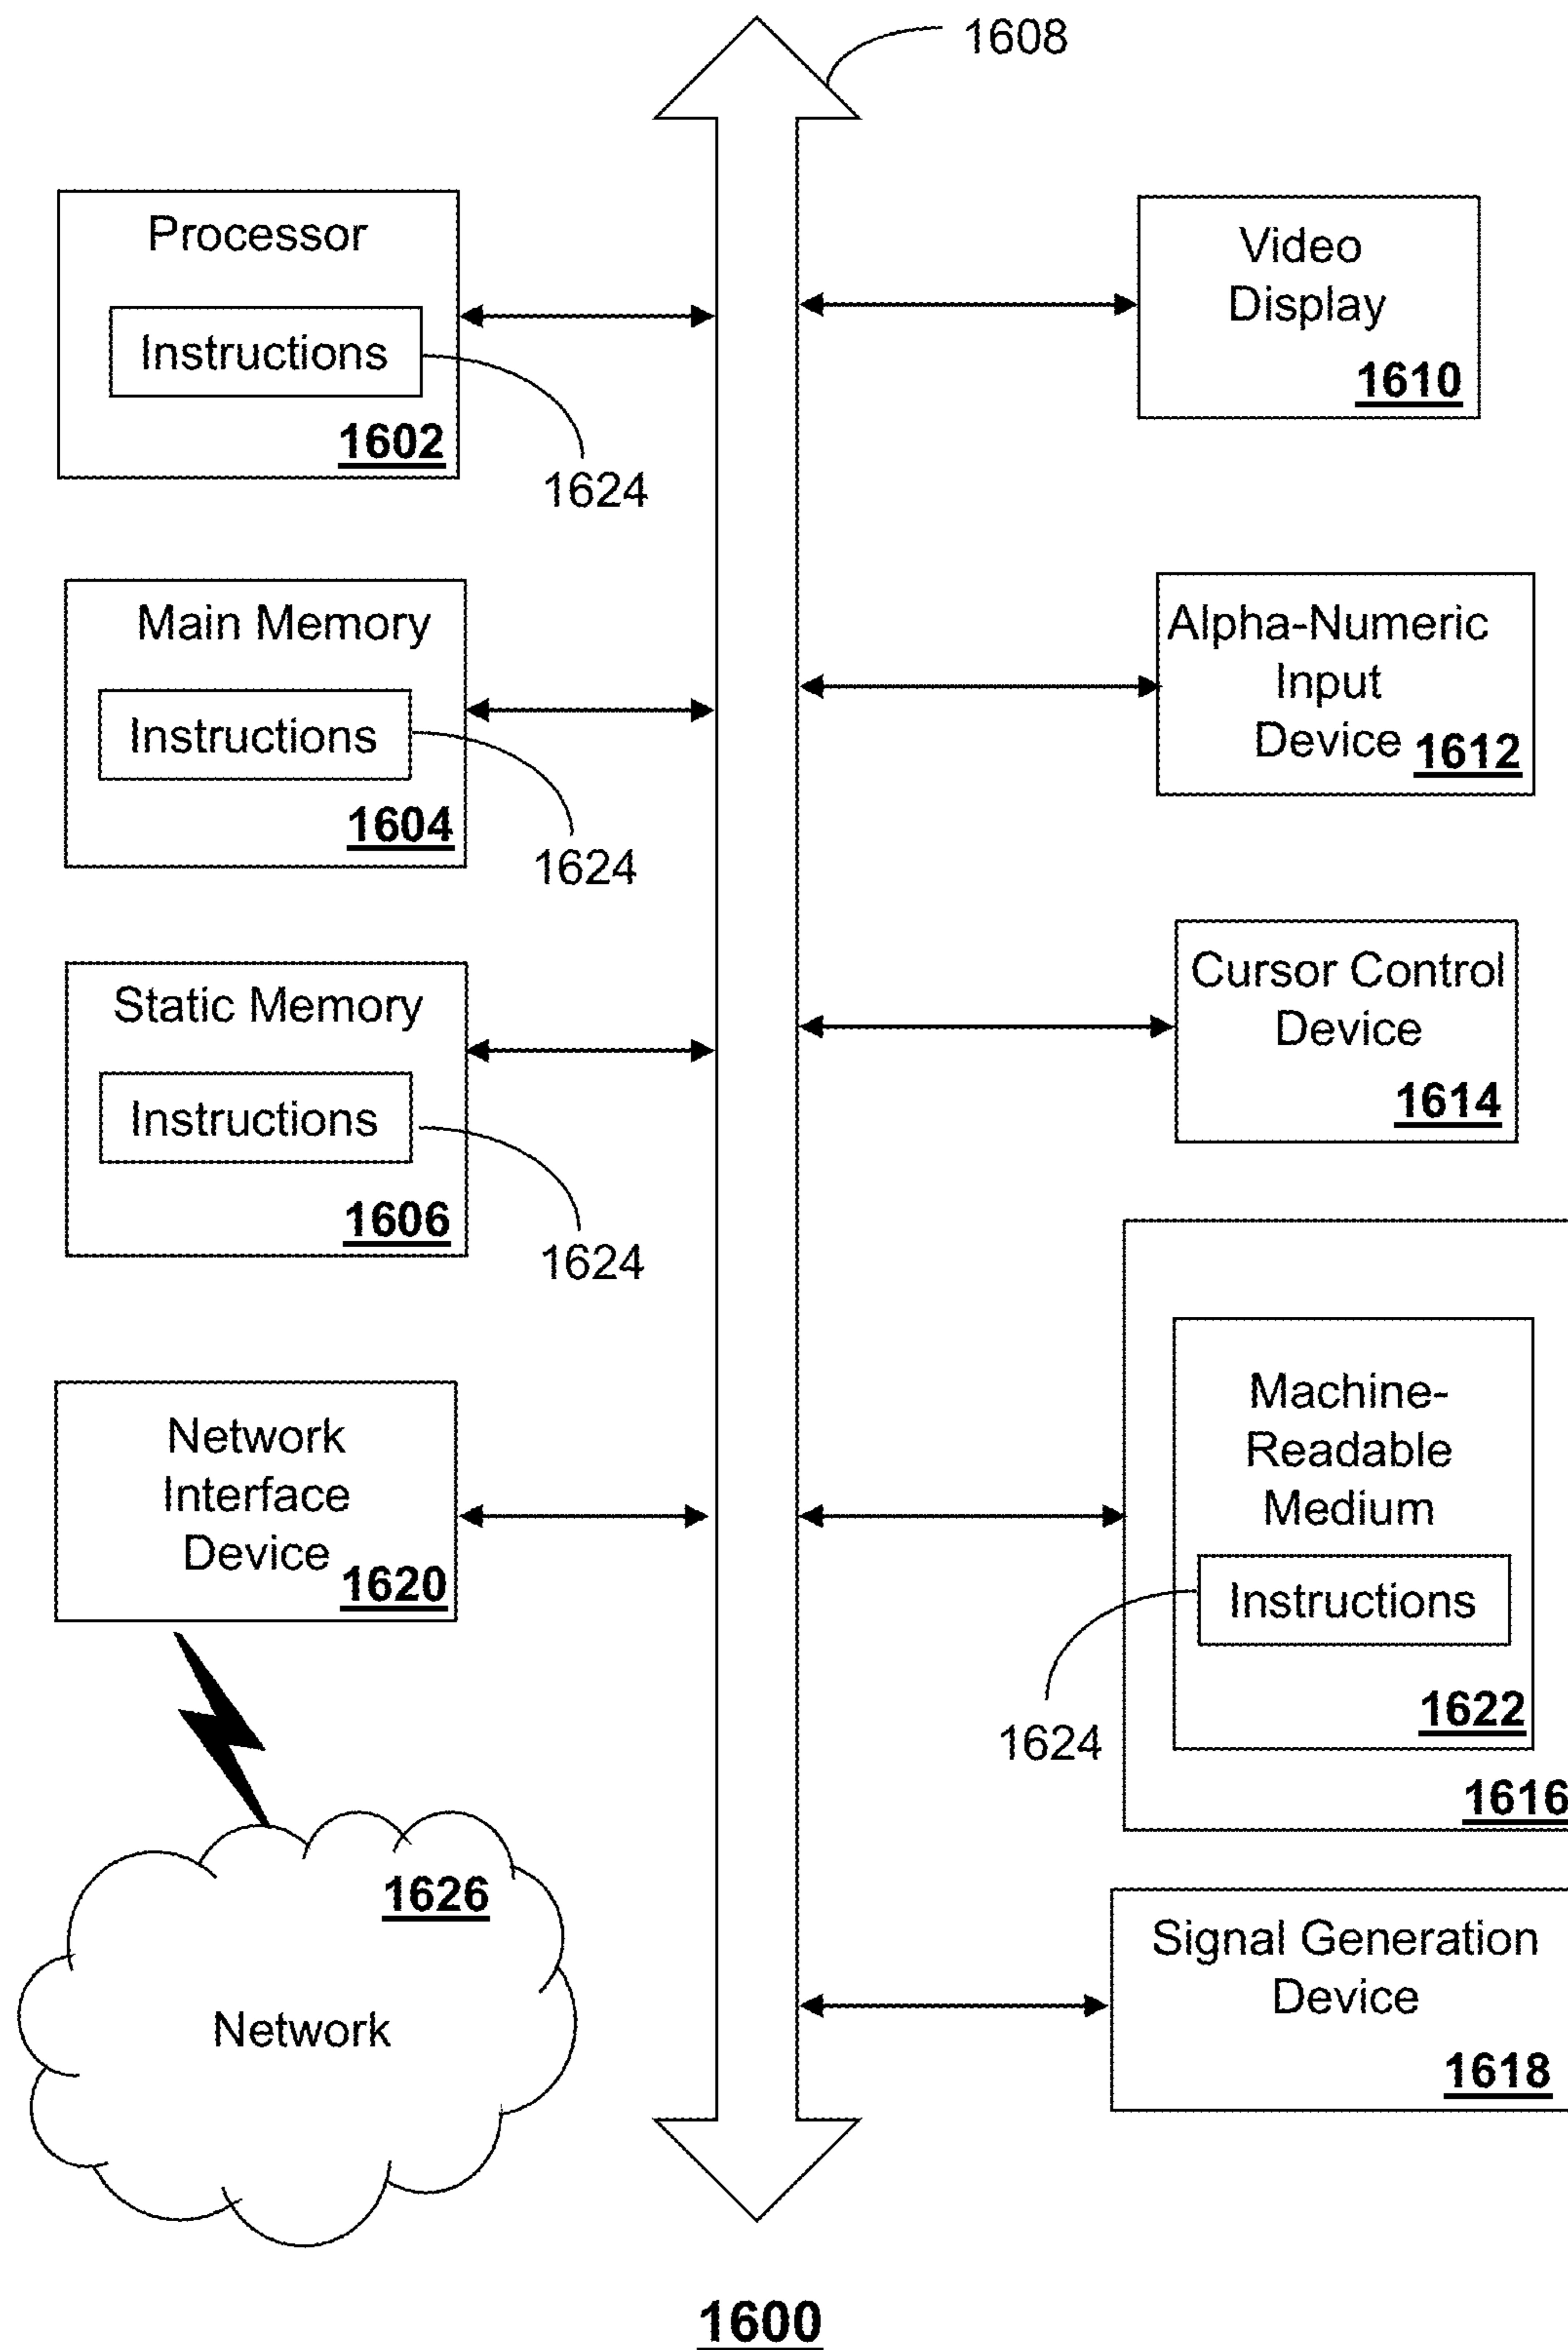 1608
Processor
Instructions
1602
1624
Main Memory
Instructions
1604
1624
Static Memory
Instructions
1606
1624
Network
Interface
Device
1620
1626
Network
Video
Display
1610
Alpha-Numeric
Input
Device 1612
Cursor Control
Device
1614
Machine-
Readable
Medium
Instructions
1622
1624
1616
Signal Generation
Device
1618
1600